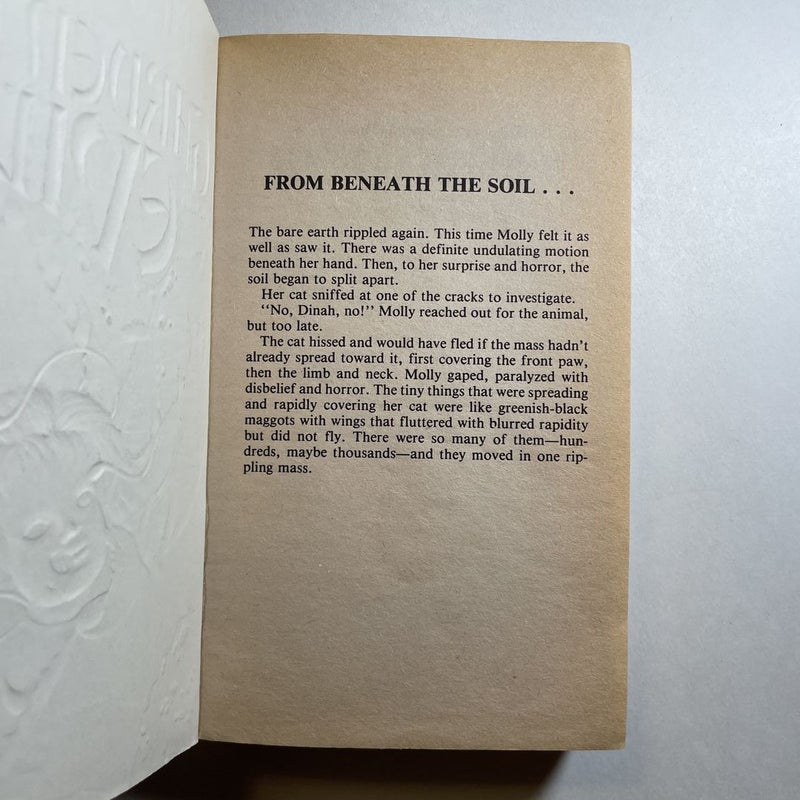 FROM BENEATH THE SOIL . . .
The bare earth rippled again. This time Molly felt it as
well as saw it. There was a definite undulating motion
beneath her hand. Then, to her surprise and horror, the
soil began to split apart.
Her cat sniffed at one of the cracks to investigate.
"No, Dinah, no!" Molly reached out for the animal,
but too late.
The cat hissed and would have fled if the mass hadn't
already spread toward it, first covering the front paw,
then the limb and neck. Molly gaped, paralyzed with
disbelief and horror. The tiny things that were spreading
and rapidly covering her cat were like greenish-black
maggots with wings that fluttered with blurred rapidity
but did not fly. There were so many of them—hun-
dreds, maybe thousands—and they moved in one rip-
pling mass.